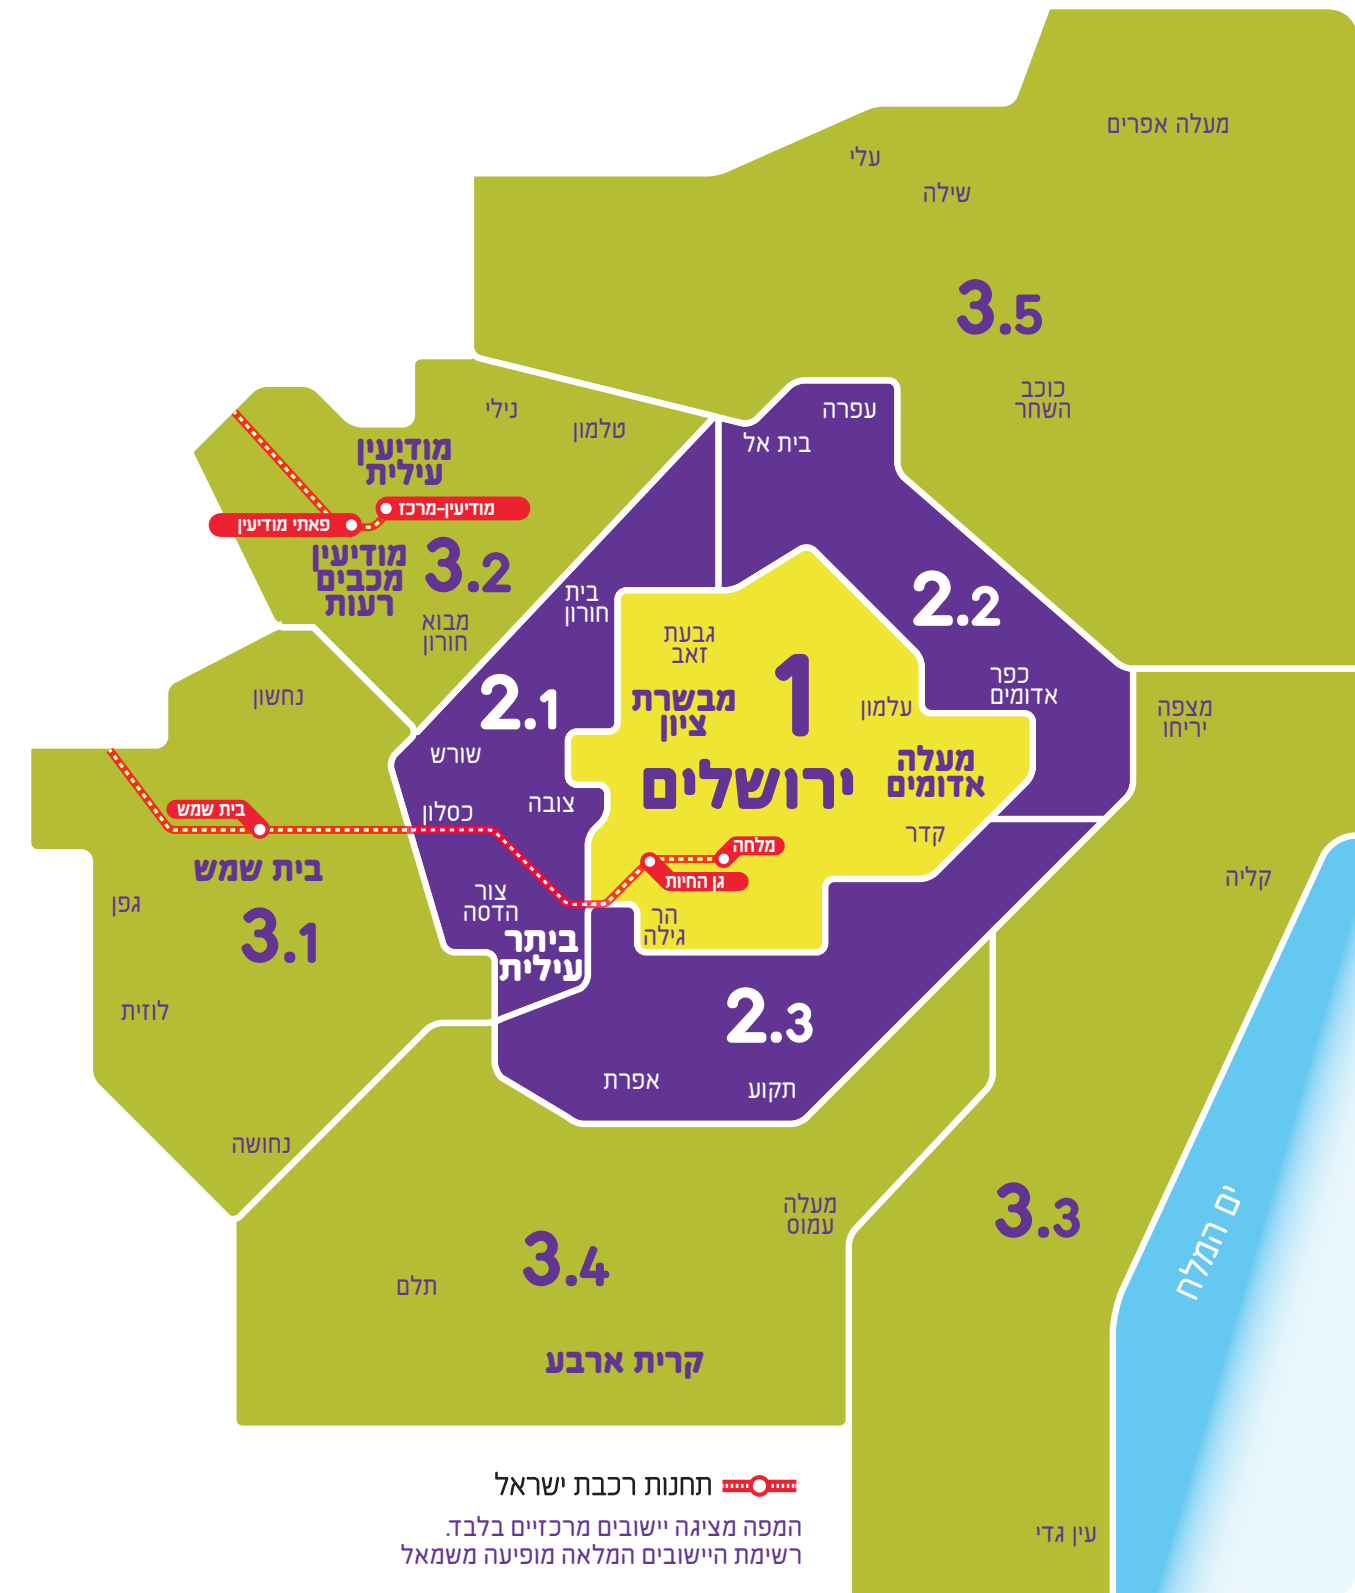 מעלה אפרים
עלי
שילה
3.5
כוכב
השחר
עפרה
בית אל
נילי
טלמון
מודיעין
עילית
מודיעין-מרכז
פאתי מודיעין
מודיעין
מכבים
רעות
3.2
מבוא
חורון
בית
חורון
2.2
גבעת
זאב
1
כפר
אדומים
נחשון
2.1
מבשרת
ציון
עלמון
מצפה
יריחו
שורש
ירושלים
מעלה
אדומים
צובה
כסלון
בית שמש
קדר
מלחה
גן החיות
בית שמש
קליה
גפן
צור
הדסה
הר
גילה
3.1
ביתר
עילית
לוזית
2.3
אפרת
תקוע
נחושה
מעלה
עמוס
3.3
ים המלח
3.4
תלם
קרית ארבע
תחנות רכבת ישראל
המפה מציגה יישובים מרכזיים בלבד.
רשימת היישובים המלאה מופיעה משמאל
עין גדי